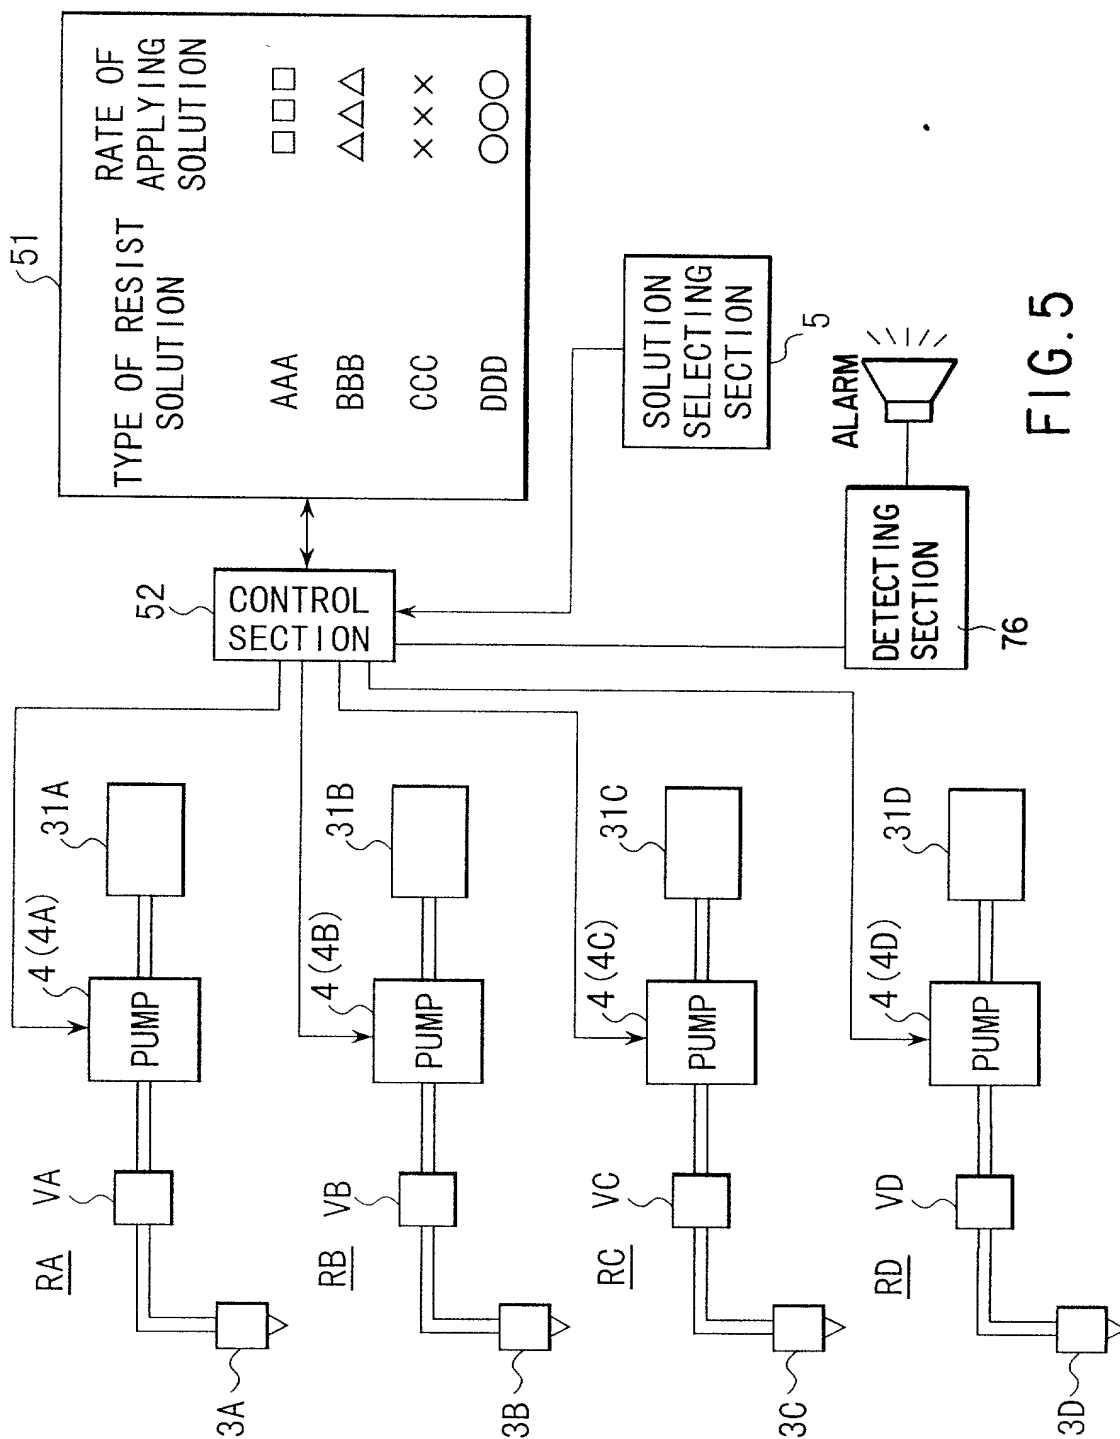 51
TYPE OF RESIST
SOLUTION
RATE OF
APPLYING
SOLUTION
AAA □□□
BBB △△△
CCC ×××
DDD ○○○
52
CONTROL
SECTION
SOLUTION
SELECTING
SECTION
5
ALARM
DETECTING
SECTION
76
RA
VA
4(4A)
31A
PUMP
3A
RB
VB
4(4B)
31B
PUMP
3B
RC
VC
4(4C)
31C
PUMP
3C
RD
VD
4(4D)
31D
PUMP
3D
FIG.5